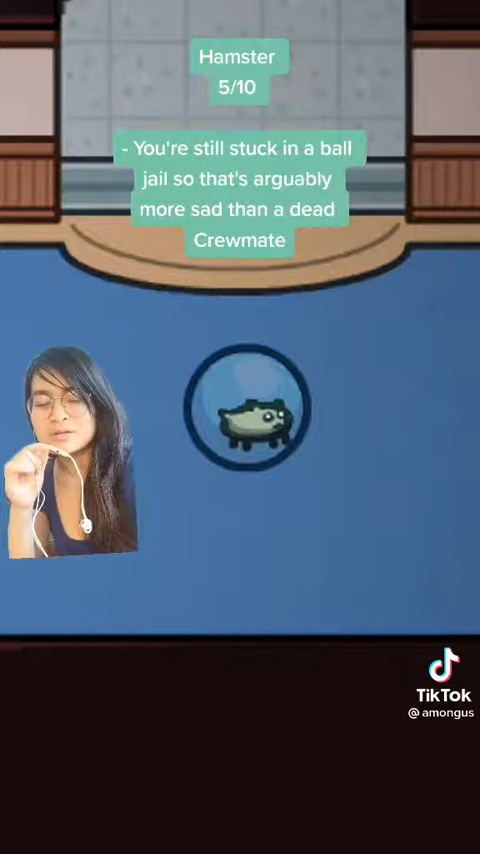 Hamster
5/10
- You're still stuck in a ball
jail so that's arguably
more sad than a dead
Crewmate
TikTok
@ amongus